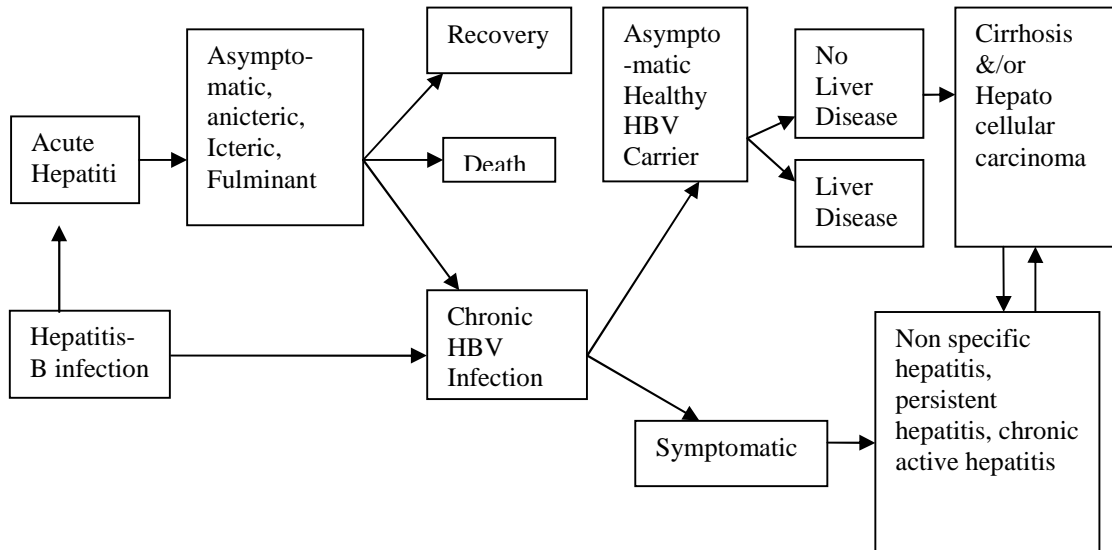 Acute
Hepatiti
Asympto-
matic,
anicteric,
Icteric,
Fulminant
Recovery
Death
Hepatitis-
B infection
Chronic
HBV
Infection
Asympto
-matic
Healthy
HBV
Carrier
No
Liver
Disease
Liver
Disease
Cirrhosis
&/or
Hepato
cellular
carcinoma
Symptomatic
Non specific
hepatitis,
persistent
hepatitis, chronic
active hepatitis